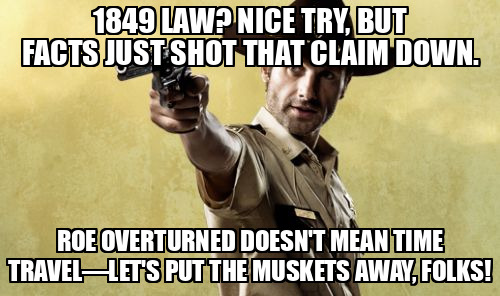 1849 LAW? NICE TRY, BUT
FACTS JUST SHOT THAT CLAIM DOWN.
ROE OVERTURNED DOESN'T MEAN TIME
TRAVEL—LET'S PUT THE MUSKETS AWAY, FOLKS!